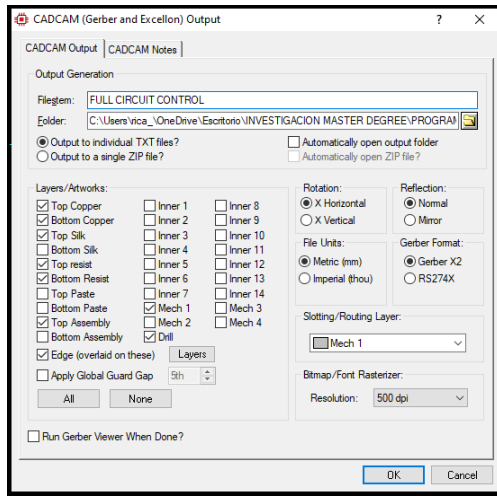 CADCAM (Gerber and Excellon) Output ? X
CADCAM Output CADCAM Notes
Output Generation
Filestem: FULL CIRCUIT CONTROL
Folder: C:\Users\rica_\OneDrive\Escritorio\INVESTIGACION MASTER DEGREE\PROGRAM
Output to individual TXT files? Automatically open output folder
Output to a single ZIP file? Automatically open ZIP file?
Layers/Artworks: Rotation: Reflection:
Top Copper Inner 1 Inner 8 X Horizontal Normal
Bottom Copper Inner 2 Inner 9 X Vertical Mirror
Top Silk Inner 3 Inner 10
Bottom Silk Inner 4 Inner 11 File Units: Gerber Format:
Top resist Inner 5 Inner 12 Metric (mm) Gerber X2
Bottom Resist Inner 6 Inner 13 Imperial (thou) RS274X
Top Paste Inner 7 Inner 14
Bottom Paste Mech 1 Mech 3 Slotting/Routing Layer:
Top Assembly Mech 2 Mech 4
Bottom Assembly Drill Mech 1
Edge (overlaid on these) Layers
Apply Global Guard Gap 5th Bitmap/Font Rasterizer:
All None Resolution: 500 dpi
Run Gerber Viewer When Done?
OK Cancel